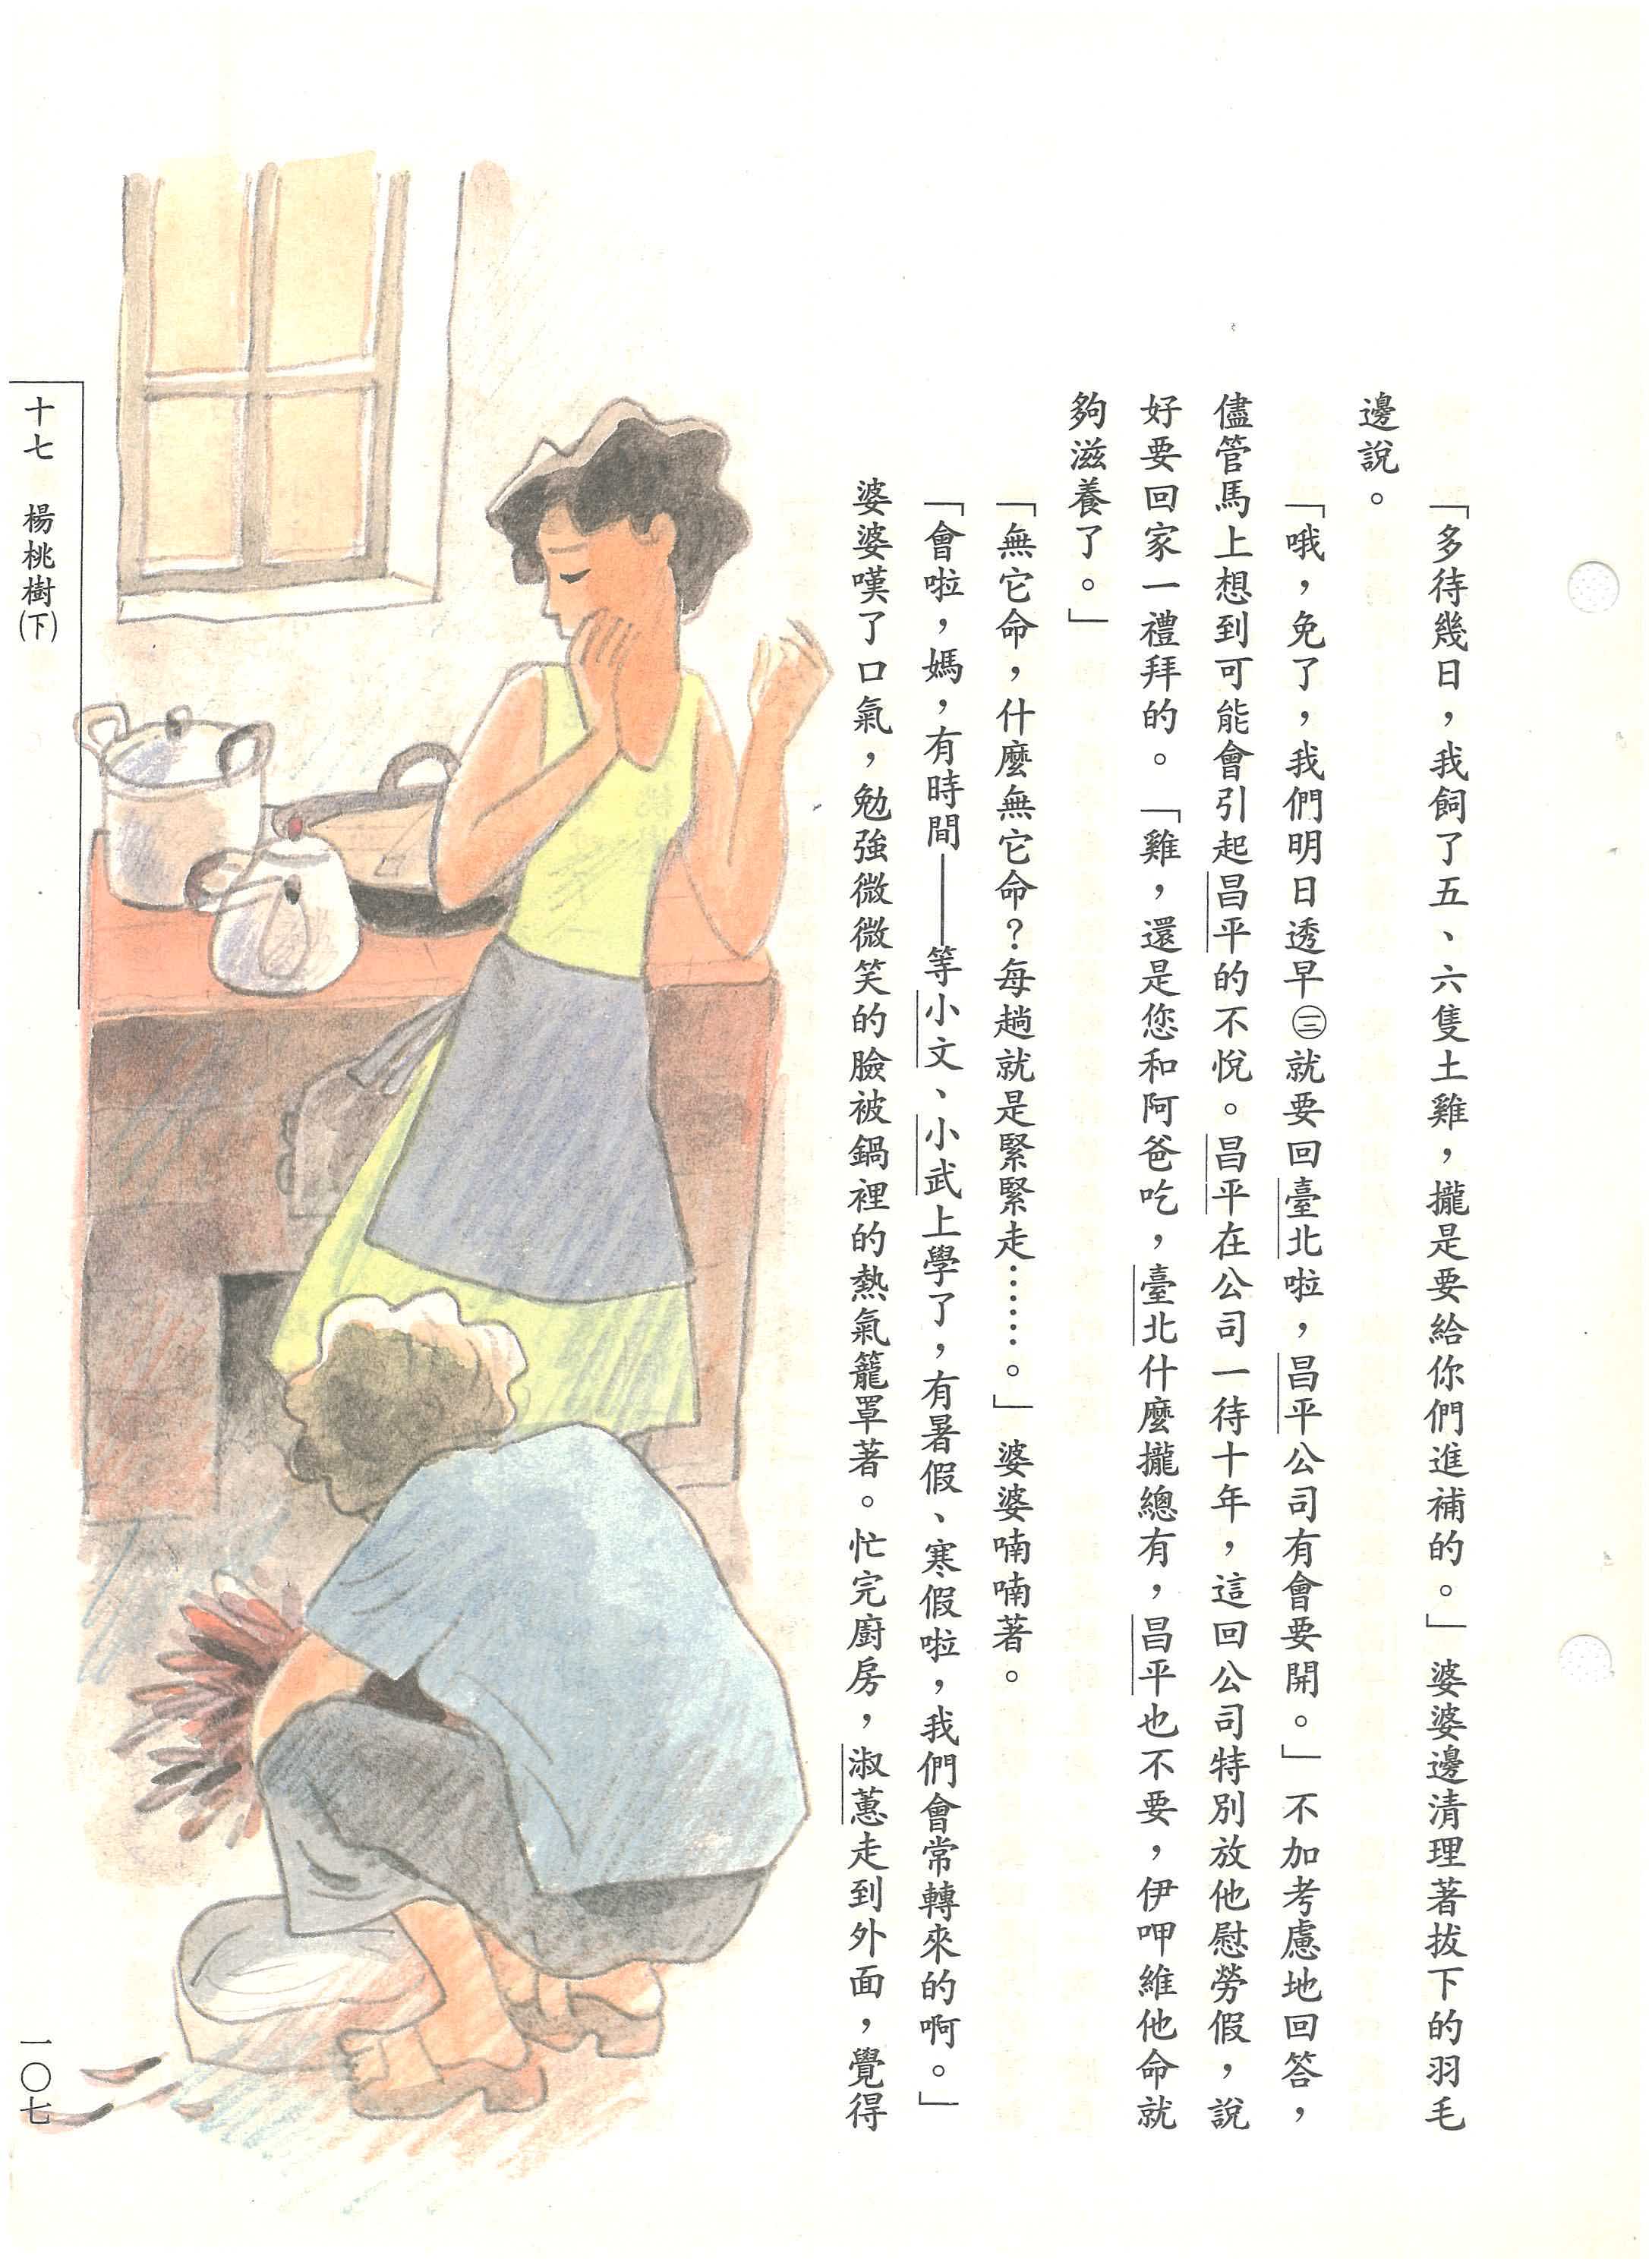 「多待幾日，我飼了五、六隻土雞，攏是要給你們進補的。」婆婆邊清理著拔下的羽毛
邊說。
「哦，免了，我們明日透早㊂就要回臺北啦，昌平公司有會要開。」不加考慮地回答，
儘管馬上想到可能會引起昌平的不悅。昌平在公司一待十年，這回公司特別放他慰勞假，說
好要回家一禮拜的。「雞，還是您和阿爸吃，臺北什麼攏總有，昌平也不要，伊呷維他命就
夠滋養了。」
「無它命，什麼無它命？每趟就是緊緊走……。」婆婆喃喃著。
「會啦，媽，有時間——等小文、小武上學了，有暑假、寒假啦，我們會常轉來的啊。」
婆婆嘆了口氣，勉強微微笑的臉被鍋裡的熱氣籠罩著。忙完廚房，淑蕙走到外面，覺得
十七　楊桃樹(下)
一〇七